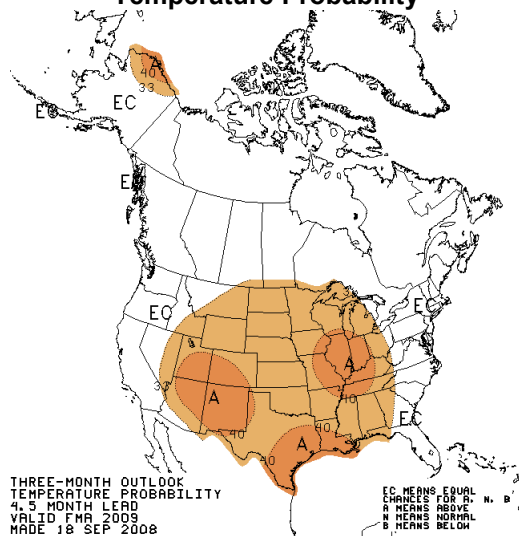 Temperature Probability
A
40
33
EC
EC
EC
33
EC
EC
A
40
33
A
40
40
EC
A
40
THREE-MONTH OUTLOOK
TEMPERATURE PROBABILITY
4.5 MONTH LEAD
VALID FMA 2009
MADE 18 SEP 2008
EC MEANS EQUAL
CHANCES FOR A, N, B
A MEANS ABOVE
N MEANS NORMAL
B MEANS BELOW